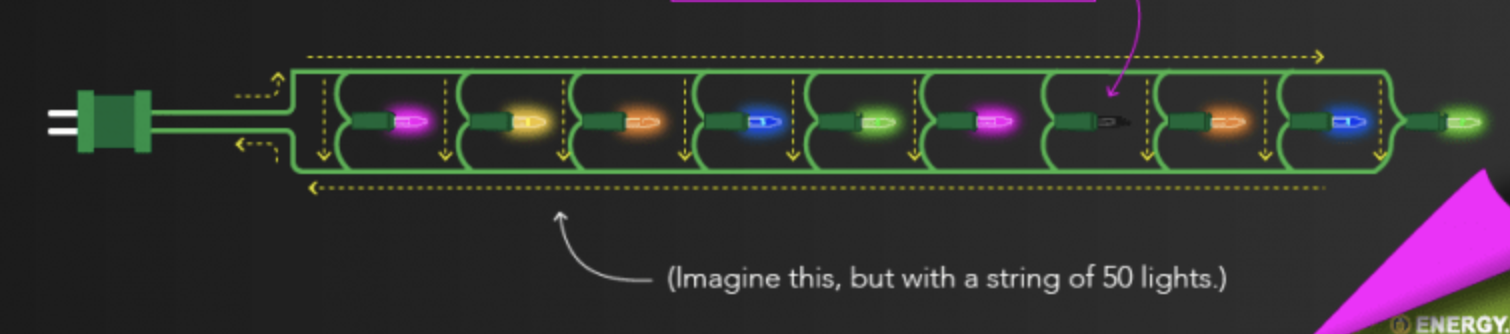 (Imagine this, but with a string of 50 lights.)
ENERGY.